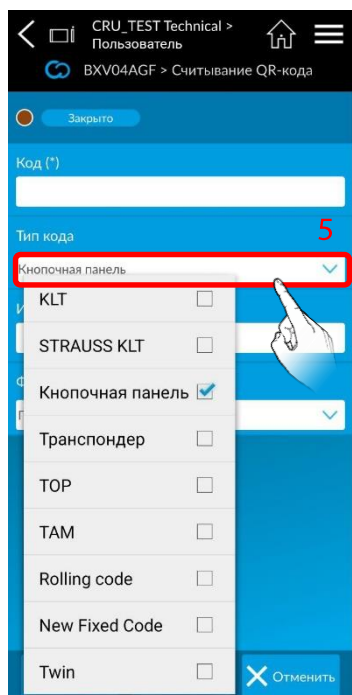 CRU_TEST Technical >
Пользователь
BXV04AGF > Считывание QR-кода
Закрыто
Код (*)
Тип кода
5
Кнопочная панель
KLT
STRAUSS KLT
Кнопочная панель
Транспондер
TOP
TAM
Rolling code
New Fixed Code
Twin
Отменить